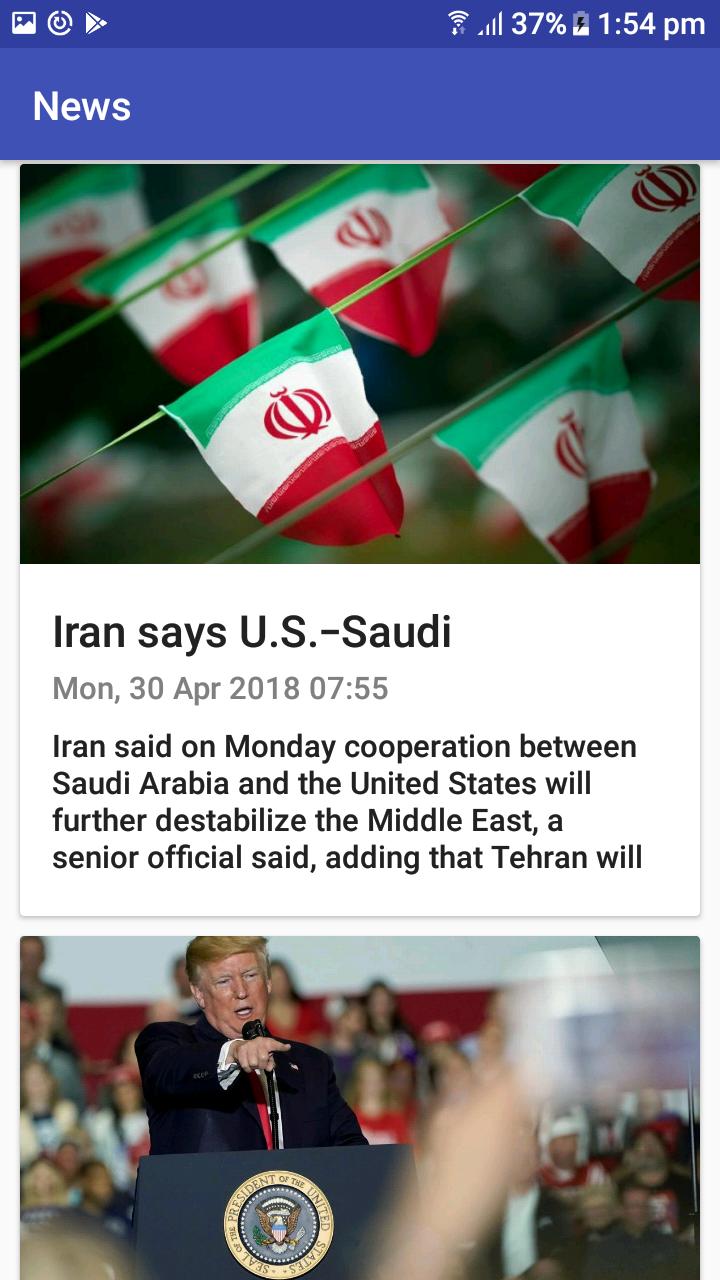 37% 1:54 pm
News
Iran says U.S.–Saudi
Mon, 30 Apr 2018 07:55
Iran said on Monday cooperation between
Saudi Arabia and the United States will
further destabilize the Middle East, a
senior official said, adding that Tehran will
SEAL OF THE PRESIDENT OF THE UNITED STATES